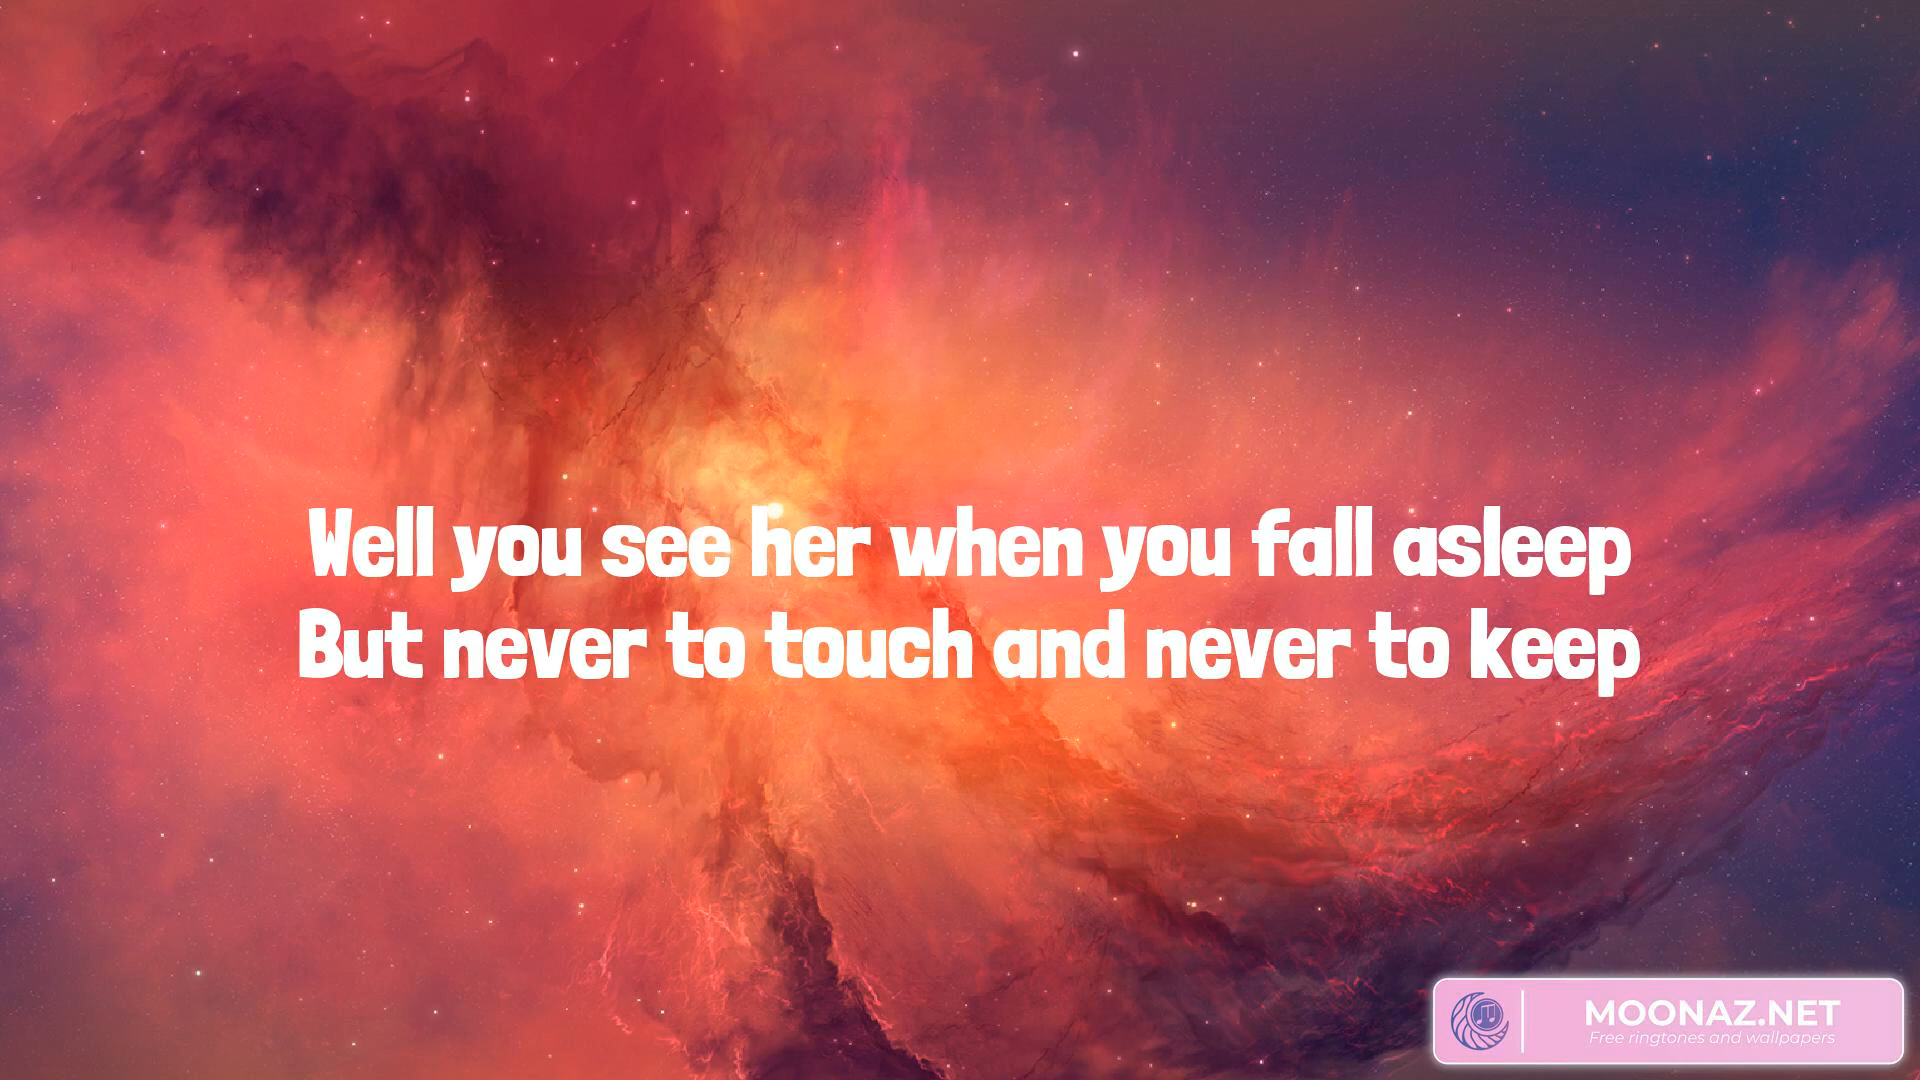 Well you see her when you fall asleep
But never to touch and never to keep
MOONAZ.NET
Free ringtones and wallpapers